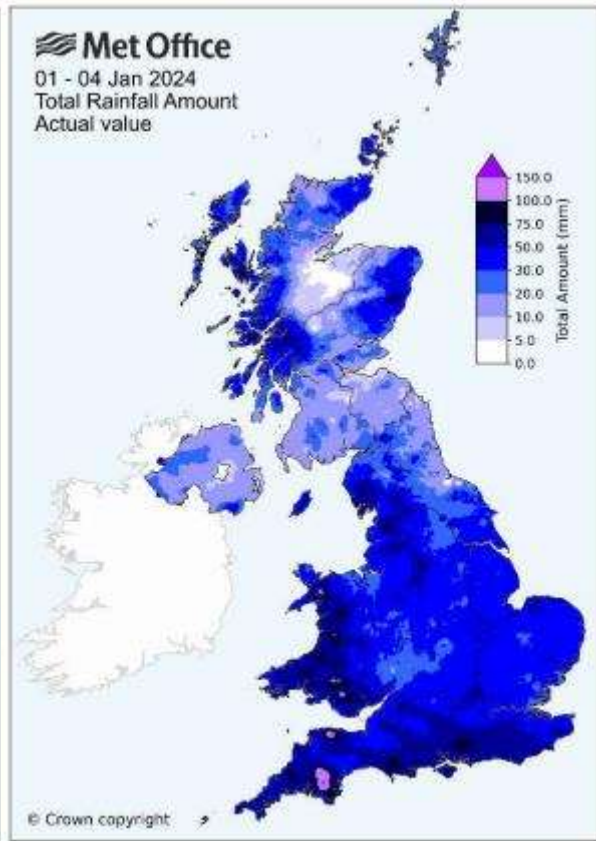 Met Office
01 - 04 Jan 2024
Total Rainfall Amount
Actual value
150.0
100.0
75.0
50.0
30.0
20.0
10.0
5.0
0.0
Total Amount (mm)
© Crown copyright